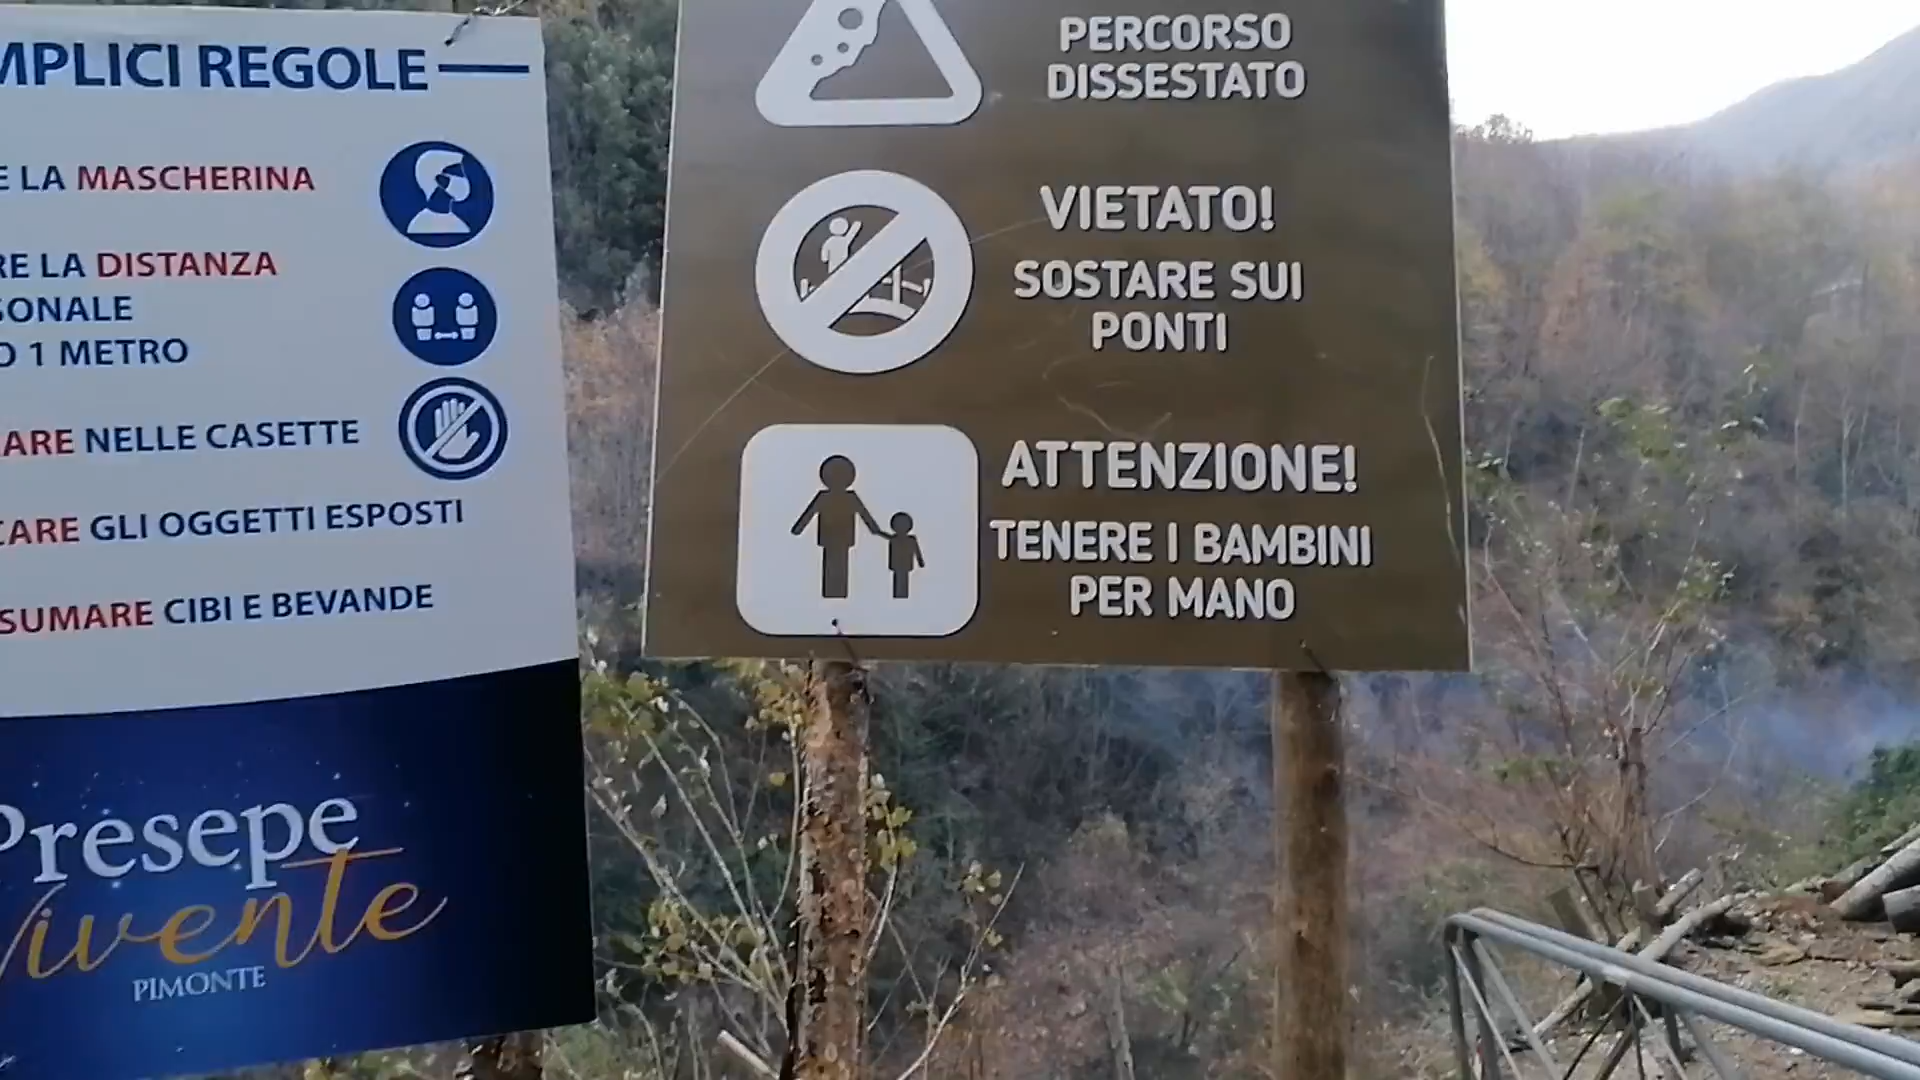 MPLICI REGOLE
E LA MASCHERINA
RE LA DISTANZA
SONALE
O 1 METRO
ARE NELLE CASETTE
CARE GLI OGGETTI ESPOSTI
SUMARE CIBI E BEVANDE
Presepe
Vivente
PIMONTE
PERCORSO
DISSESTATO
VIETATO!
SOSTARE SUI
PONTI
ATTENZIONE!
TENERE I BAMBINI
PER MANO